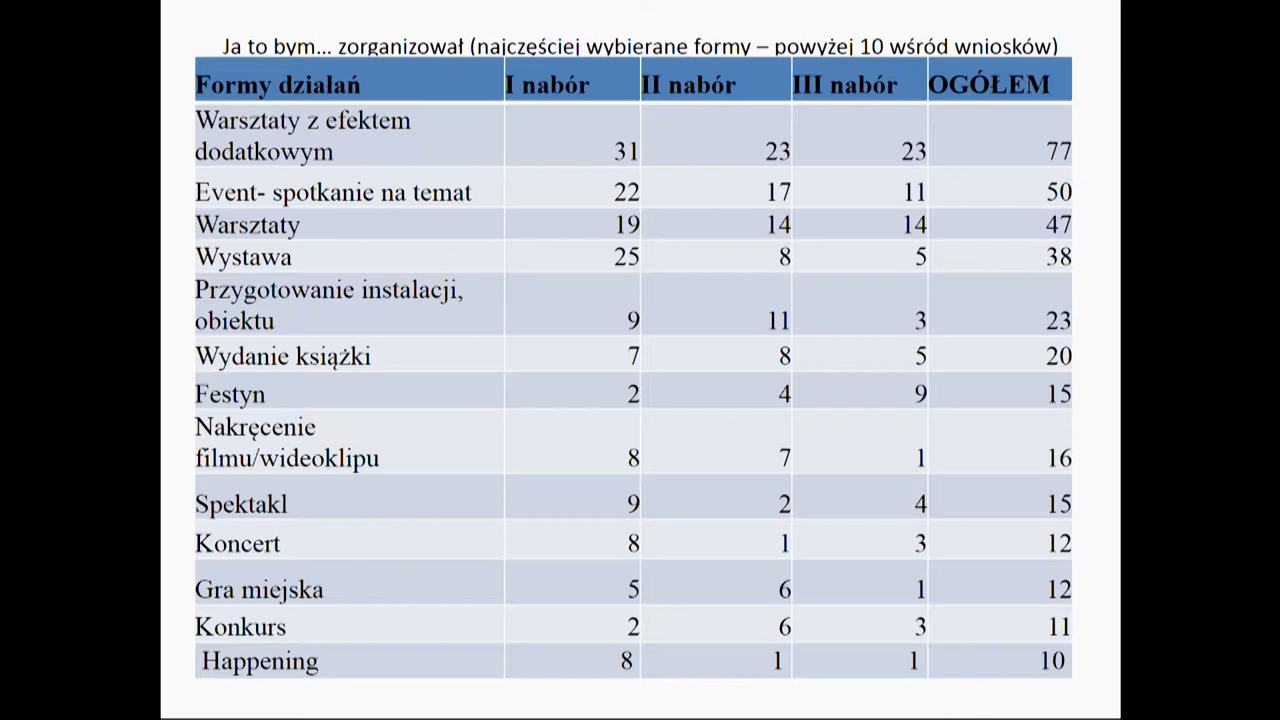 Ja to bym... zorganizował (najczęściej wybierane formy – powyżej 10 wśród wniosków)
Formy działań I nabór II nabór III nabór OGÓŁEM
Warsztaty z efektem
dodatkowym 31 23 23 77
Event- spotkanie na temat 22 17 11 50
Warsztaty 19 14 14 47
Wystawa 25 8 5 38
Przygotowanie instalacji,
obiektu 9 11 3 23
Wydanie książki 7 8 5 20
Festyn 2 4 9 15
Nakręcenie
filmu/wideoklipu 8 7 1 16
Spektakl 9 2 4 15
Koncert 8 1 3 12
Gra miejska 5 6 1 12
Konkurs 2 6 3 11
Happening 8 1 1 10